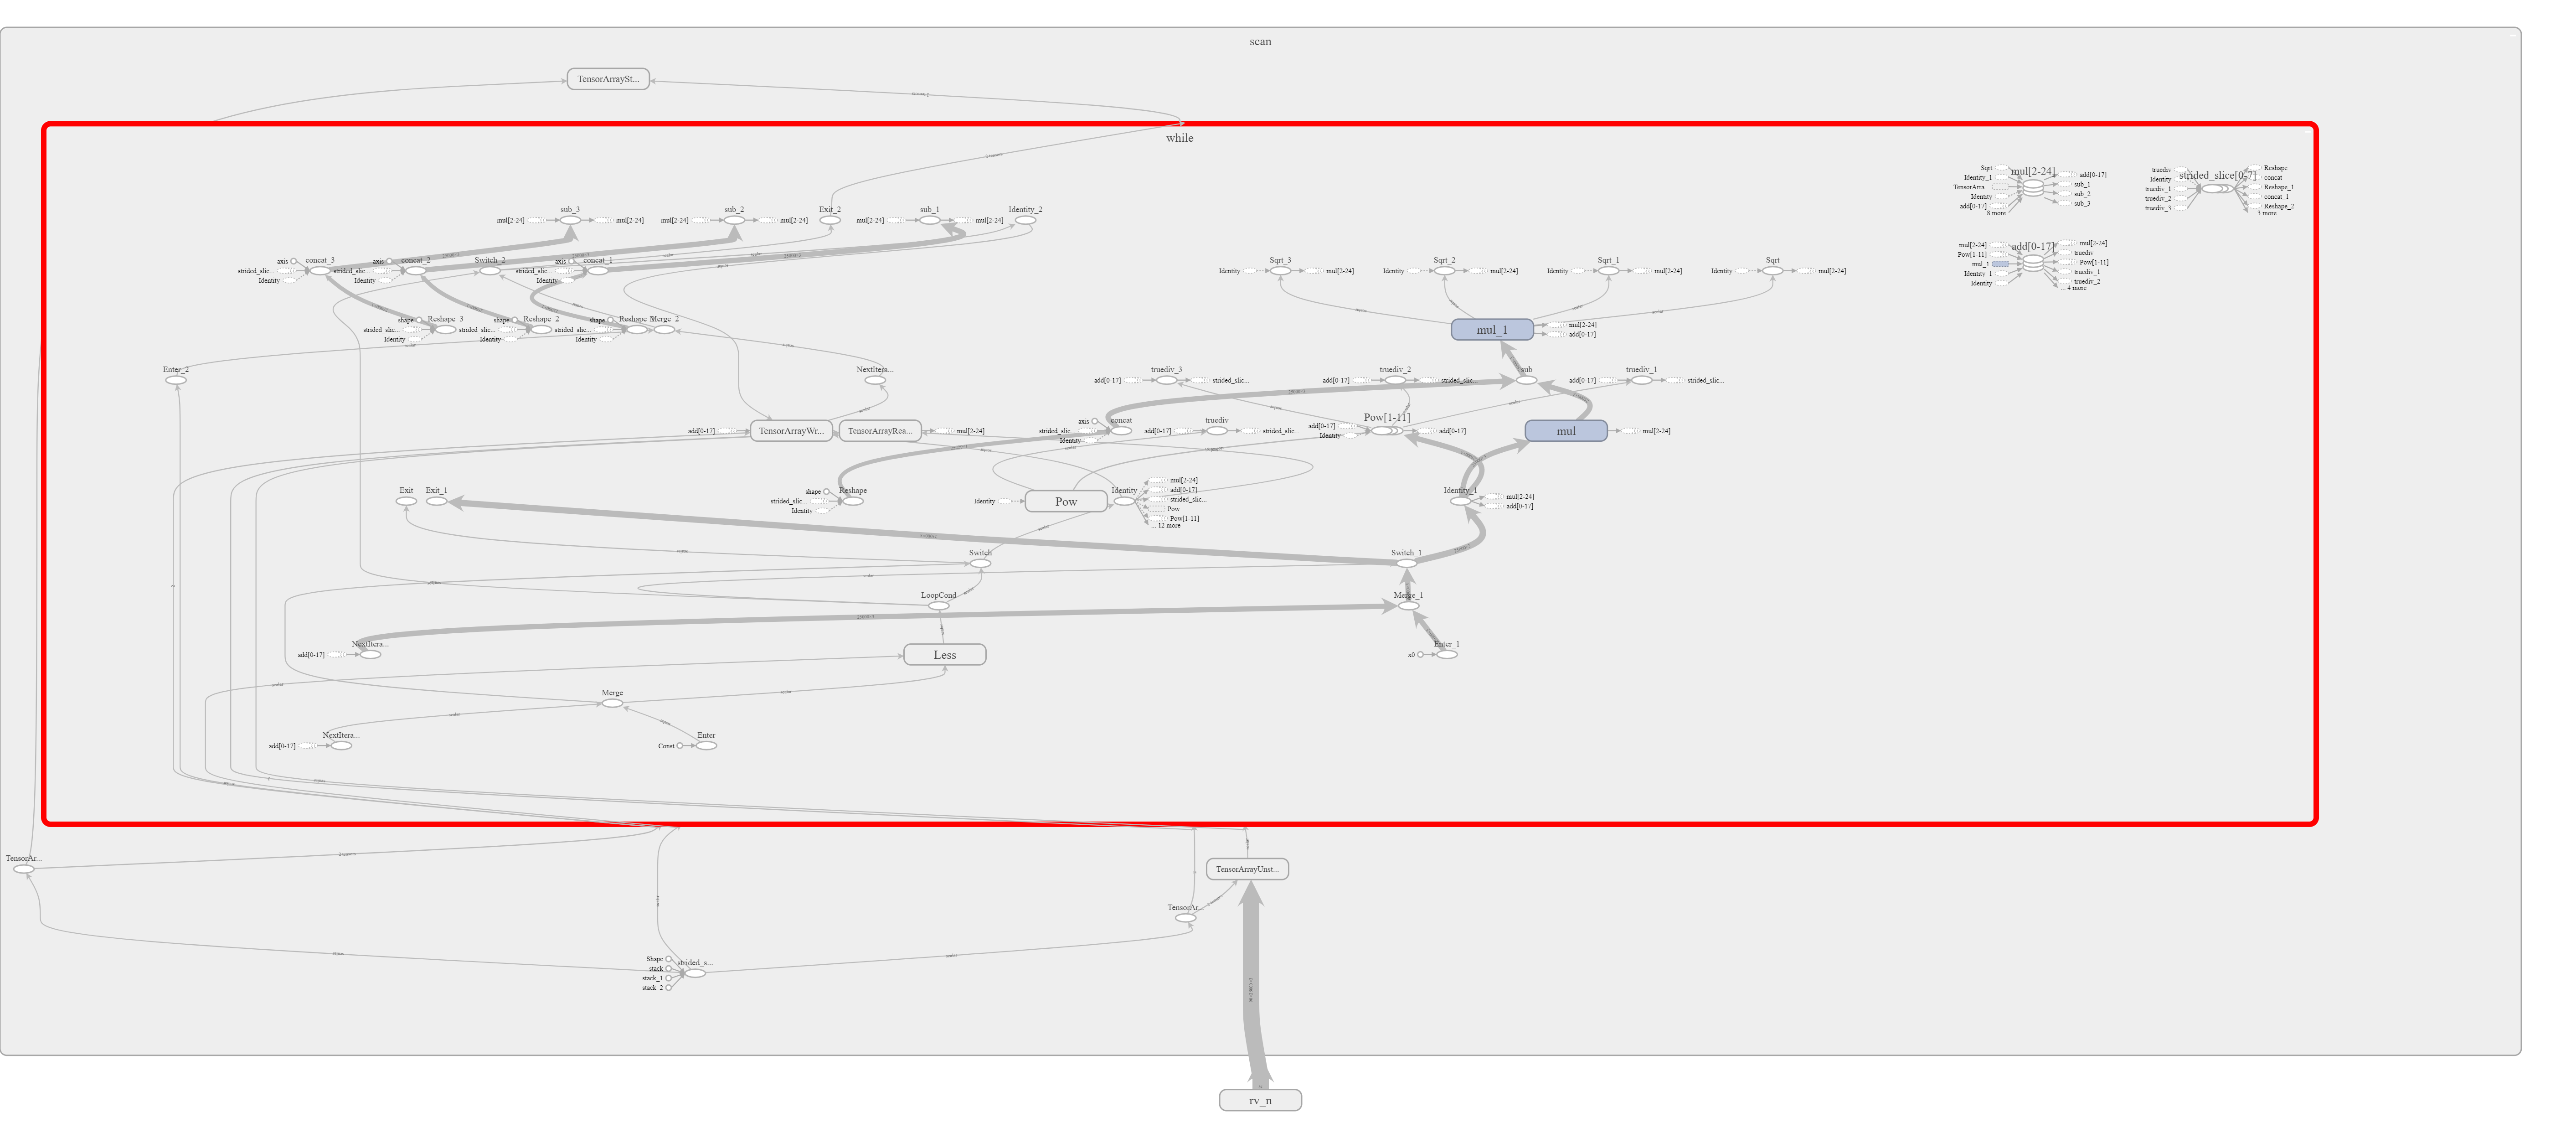 scan
TensorArraySt...
while
Sqrt
Identity_1
TensorArra...
Identity
add[0-17]
... 8 more
mul[2-24]
add[0-17]
sub_1
sub_2
sub_3
truediv
Identity
truediv_1
truediv_2
truediv_3
strided_slice[0-7]
Reshape
concat
Reshape_1
concat_1
Reshape_2
... 3 more
mul[2-24]
sub_3
mul[2-24]
mul[2-24]
sub_2
mul[2-24]
Exit_2
mul[2-24]
sub_1
mul[2-24]
Identity_2
mul[2-24]
Pow[1-11]
mul_1
Identity_1
Identity
add[0-17]
mul[2-24]
truediv
Pow[1-11]
truediv_1
truediv_2
... 4 more
axis
strided_slic...
Identity
concat_3
axis
strided_slic...
Identity
concat_2
Switch_2
axis
strided_slic...
Identity
concat_1
Identity
Sqrt_3
mul[2-24]
Identity
Sqrt_2
mul[2-24]
Identity
Sqrt_1
mul[2-24]
Identity
Sqrt
mul[2-24]
shape
strided_slic...
Identity
Reshape_3
shape
strided_slic...
Identity
Reshape_2
shape
strided_slic...
Identity
Merge_2
mul_1
mul[2-24]
add[0-17]
Enter_2
NextItera...
add[0-17]
truediv_3
strided_slic...
add[0-17]
truediv_2
strided_slic...
sub
add[0-17]
truediv_1
strided_slic...
add[0-17]
TensorArrayWr...
TensorArrayRea...
mul[2-24]
axis
strided_slic...
Identity
concat
add[0-17]
truediv
strided_slic...
add[0-17]
Identity
Pow[1-11]
add[0-17]
mul
mul[2-24]
Exit
Exit_1
shape
strided_slic...
Identity
Reshape
Identity
Pow
Identity
mul[2-24]
add[0-17]
strided_slic...
Pow
Pow[1-11]
... 12 more
Identity_1
mul[2-24]
add[0-17]
Switch
Switch_1
LoopCond
Merge_1
add[0-17]
NextItera...
Less
x0
Enter_1
Merge
add[0-17]
NextItera...
Const
Enter
TensorAr...
TensorArrayUnst...
TensorAr...
Shape
stack
stack_1
stack_2
strided_s...
rv_n